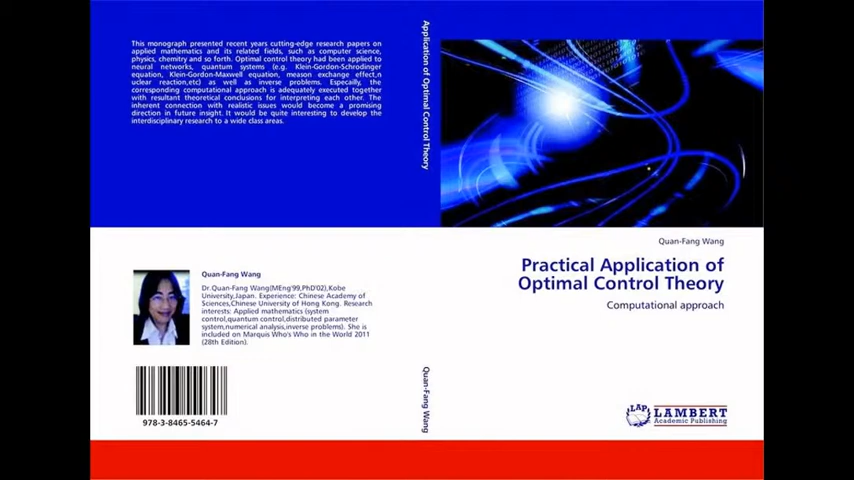 This monograph presented recent years cutting-edge research papers on
applied mathematics and its related fields, such as computer science,
physics, chemitry and so forth. Optimal control theory had been applied to
neural networks, quantum systems (e.g. Klein-Gordon-Schrodinger
equation, Klein-Gordon-Maxwell equation, meason exchange effect,n
uclear reaction,etc) as well as inverse problems. Especailly, the
corresponding computational approach is adequately executed together
with resultant theoretical conclusions for interpreting each other. The
inherent connection with realistic issues would become a promising
direction in future insight. It would be quite interesting to develop the
interdisciplinary research to a wide class areas.
Quan-Fang Wang
Dr.Quan-Fang Wang(MEng'99,PhD'02),Kobe
University,Japan. Experience: Chinese Academy of
Sciences,Chinese University of Hong Kong. Research
interests: Applied mathematics (system
control,quantum control,distributed parameter
system,numerical analysis,inverse problems). She is
included on Marquis Who's Who in the World 2011
(28th Edition).
978-3-8465-5464-7
Application of Optimal Control Theory
Quan-Fang Wang
Quan-Fang Wang
Practical Application of
Optimal Control Theory
Computational approach
LAP LAMBERT
Academic Publishing